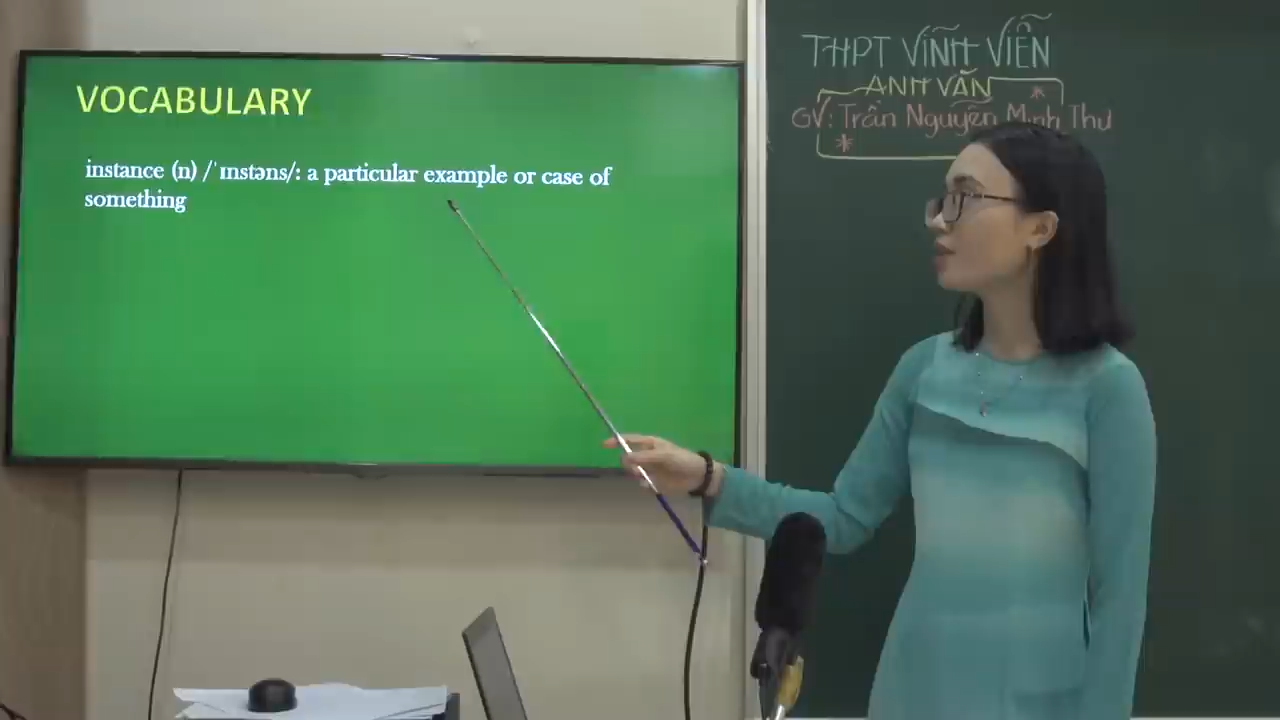 VOCABULARY
instance (n) /ˈɪnstəns/: a particular example or case of
something
THPT VĨNH VIỄN
ANH VĂN
*
GV: Trần Nguyễn Minh Thư
*